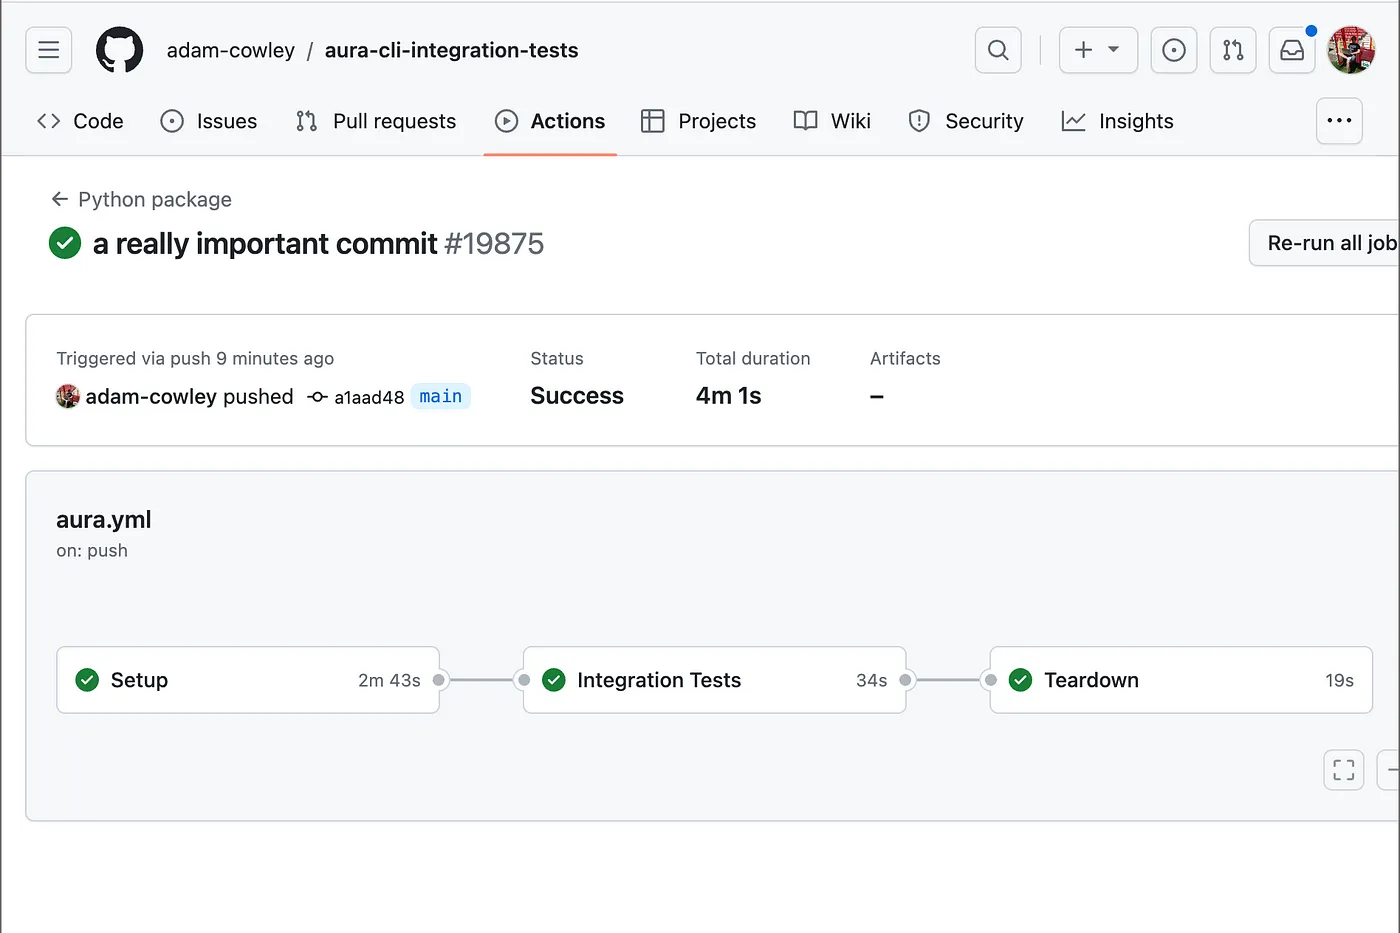 adam-cowley / aura-cli-integration-tests
Code Issues Pull requests Actions Projects Wiki Security Insights
Python package
a really important commit #19875
Re-run all job
Triggered via push 9 minutes ago
adam-cowley pushed a1aad48 main
Status
Success
Total duration
4m 1s
Artifacts
–
aura.yml
on: push
Setup 2m 43s
Integration Tests 34s
Teardown 19s